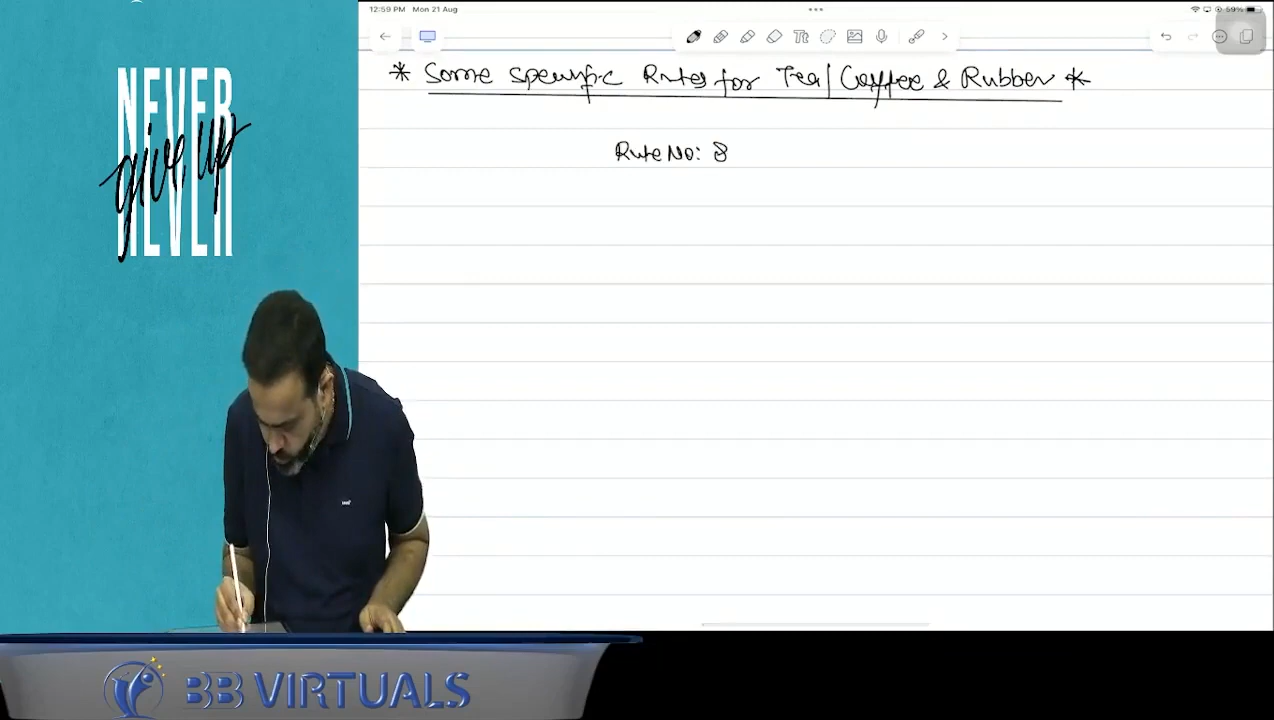 12:59 PM Mon 21 Aug
59%
NEVER
give up
NEVER
* Some Specific Rules for Tea/Coffee & Rubber *
Rule No: 8
BB VIRTUALS